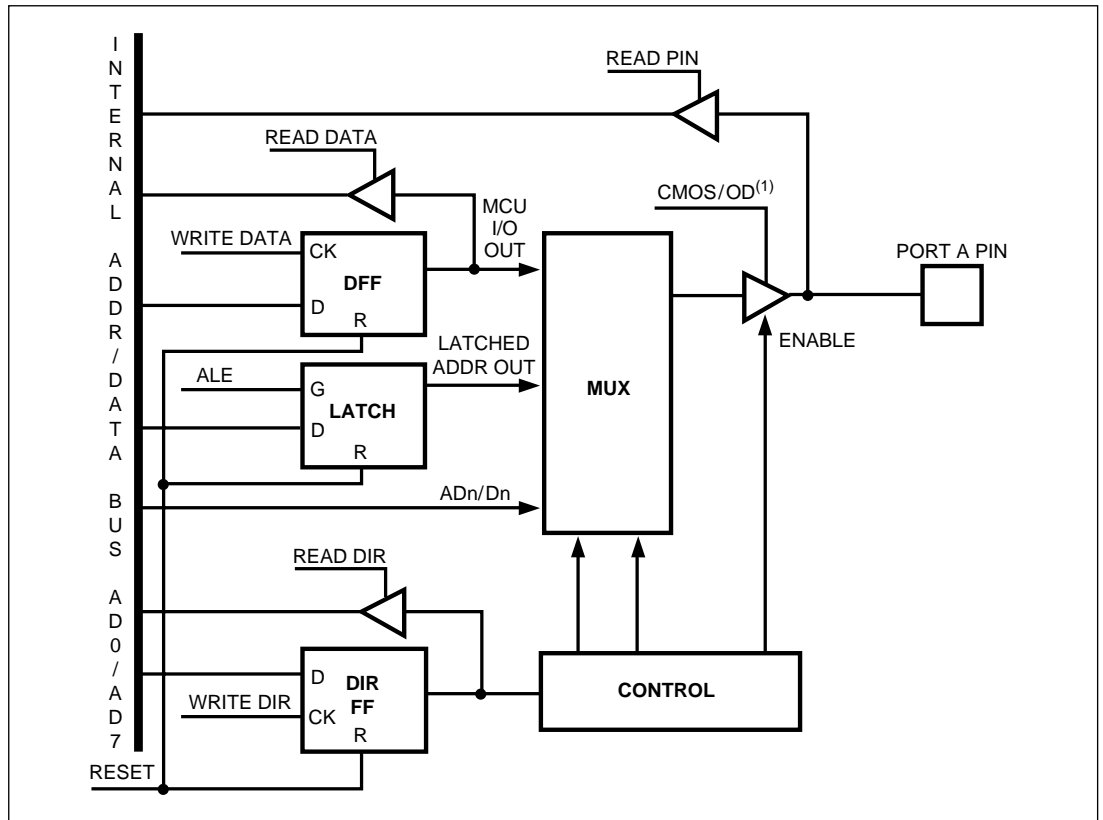 INTERNAL ADDR/DATA BUS AD0/AD7
READ PIN
READ DATA
CMOS/OD(1)
MCU
I/O
OUT
WRITE DATA
CK
DFF
D
R
PORT A PIN
ENABLE
LATCHED
ADDR OUT
ALE
G
LATCH
D
R
MUX
ADn/Dn
READ DIR
D
DIR
FF
WRITE DIR
CK
R
CONTROL
RESET